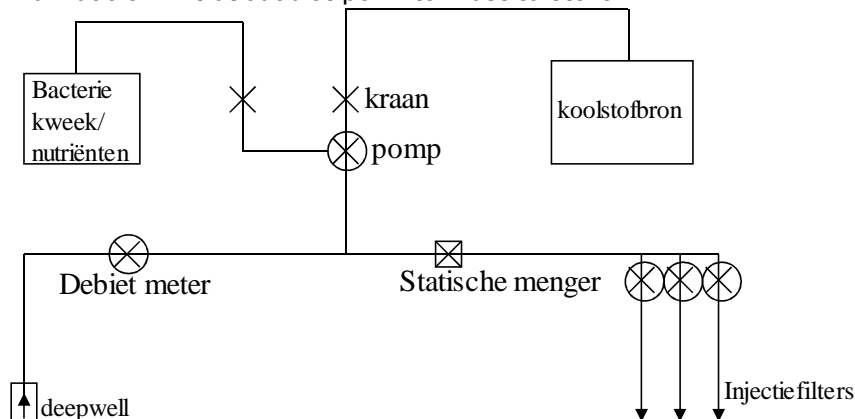 Bacterie
kweek/
nutriënten
kraan
pomp
koolstofbron
Debiet meter
Statische menger
deepwell
Injectiefilters